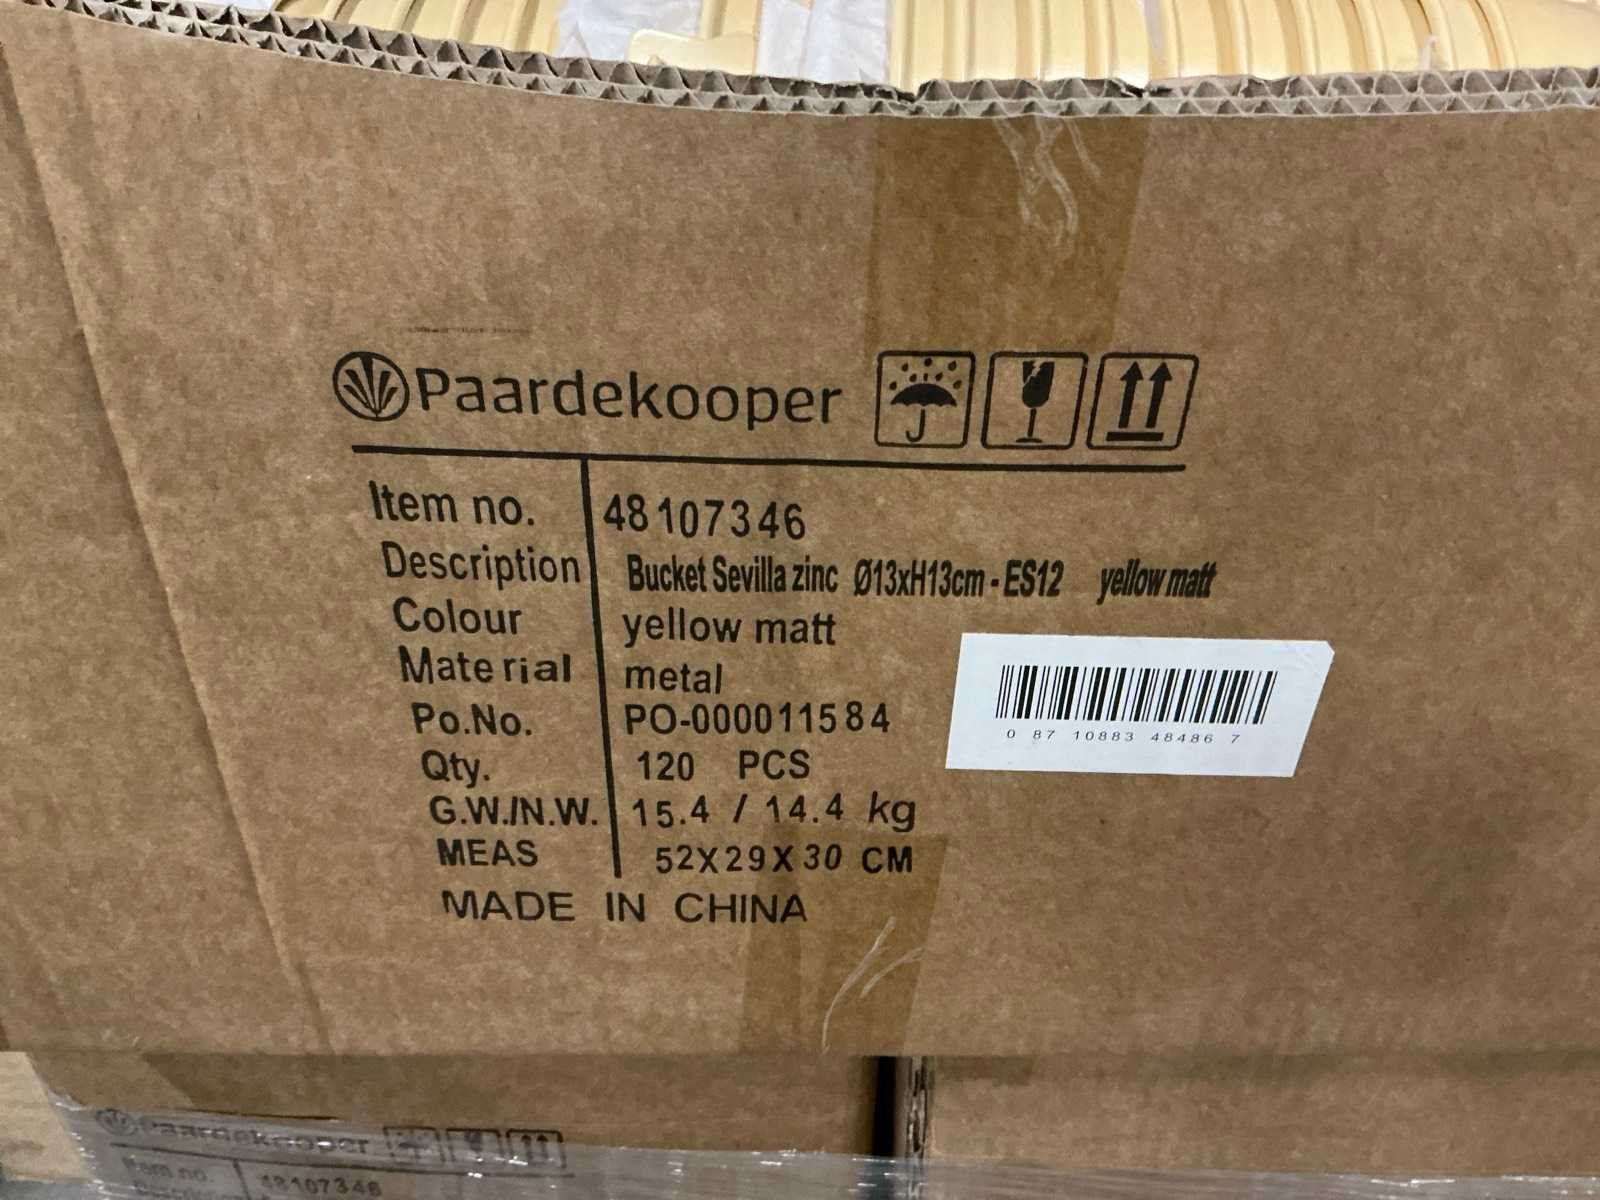 Paardekooper
Item no. 48107346
Description Bucket Sevilla zinc Ø13xH13cm - ES12 yellow matt
Colour yellow matt
Material metal
Po.No. PO-000011584
Qty. 120 PCS
G.W./N.W. 15.4 / 14.4 kg
MEAS 52X29X30 CM
MADE IN CHINA
0 87 10883 48486 7
Paardekooper
Item no. 48107346